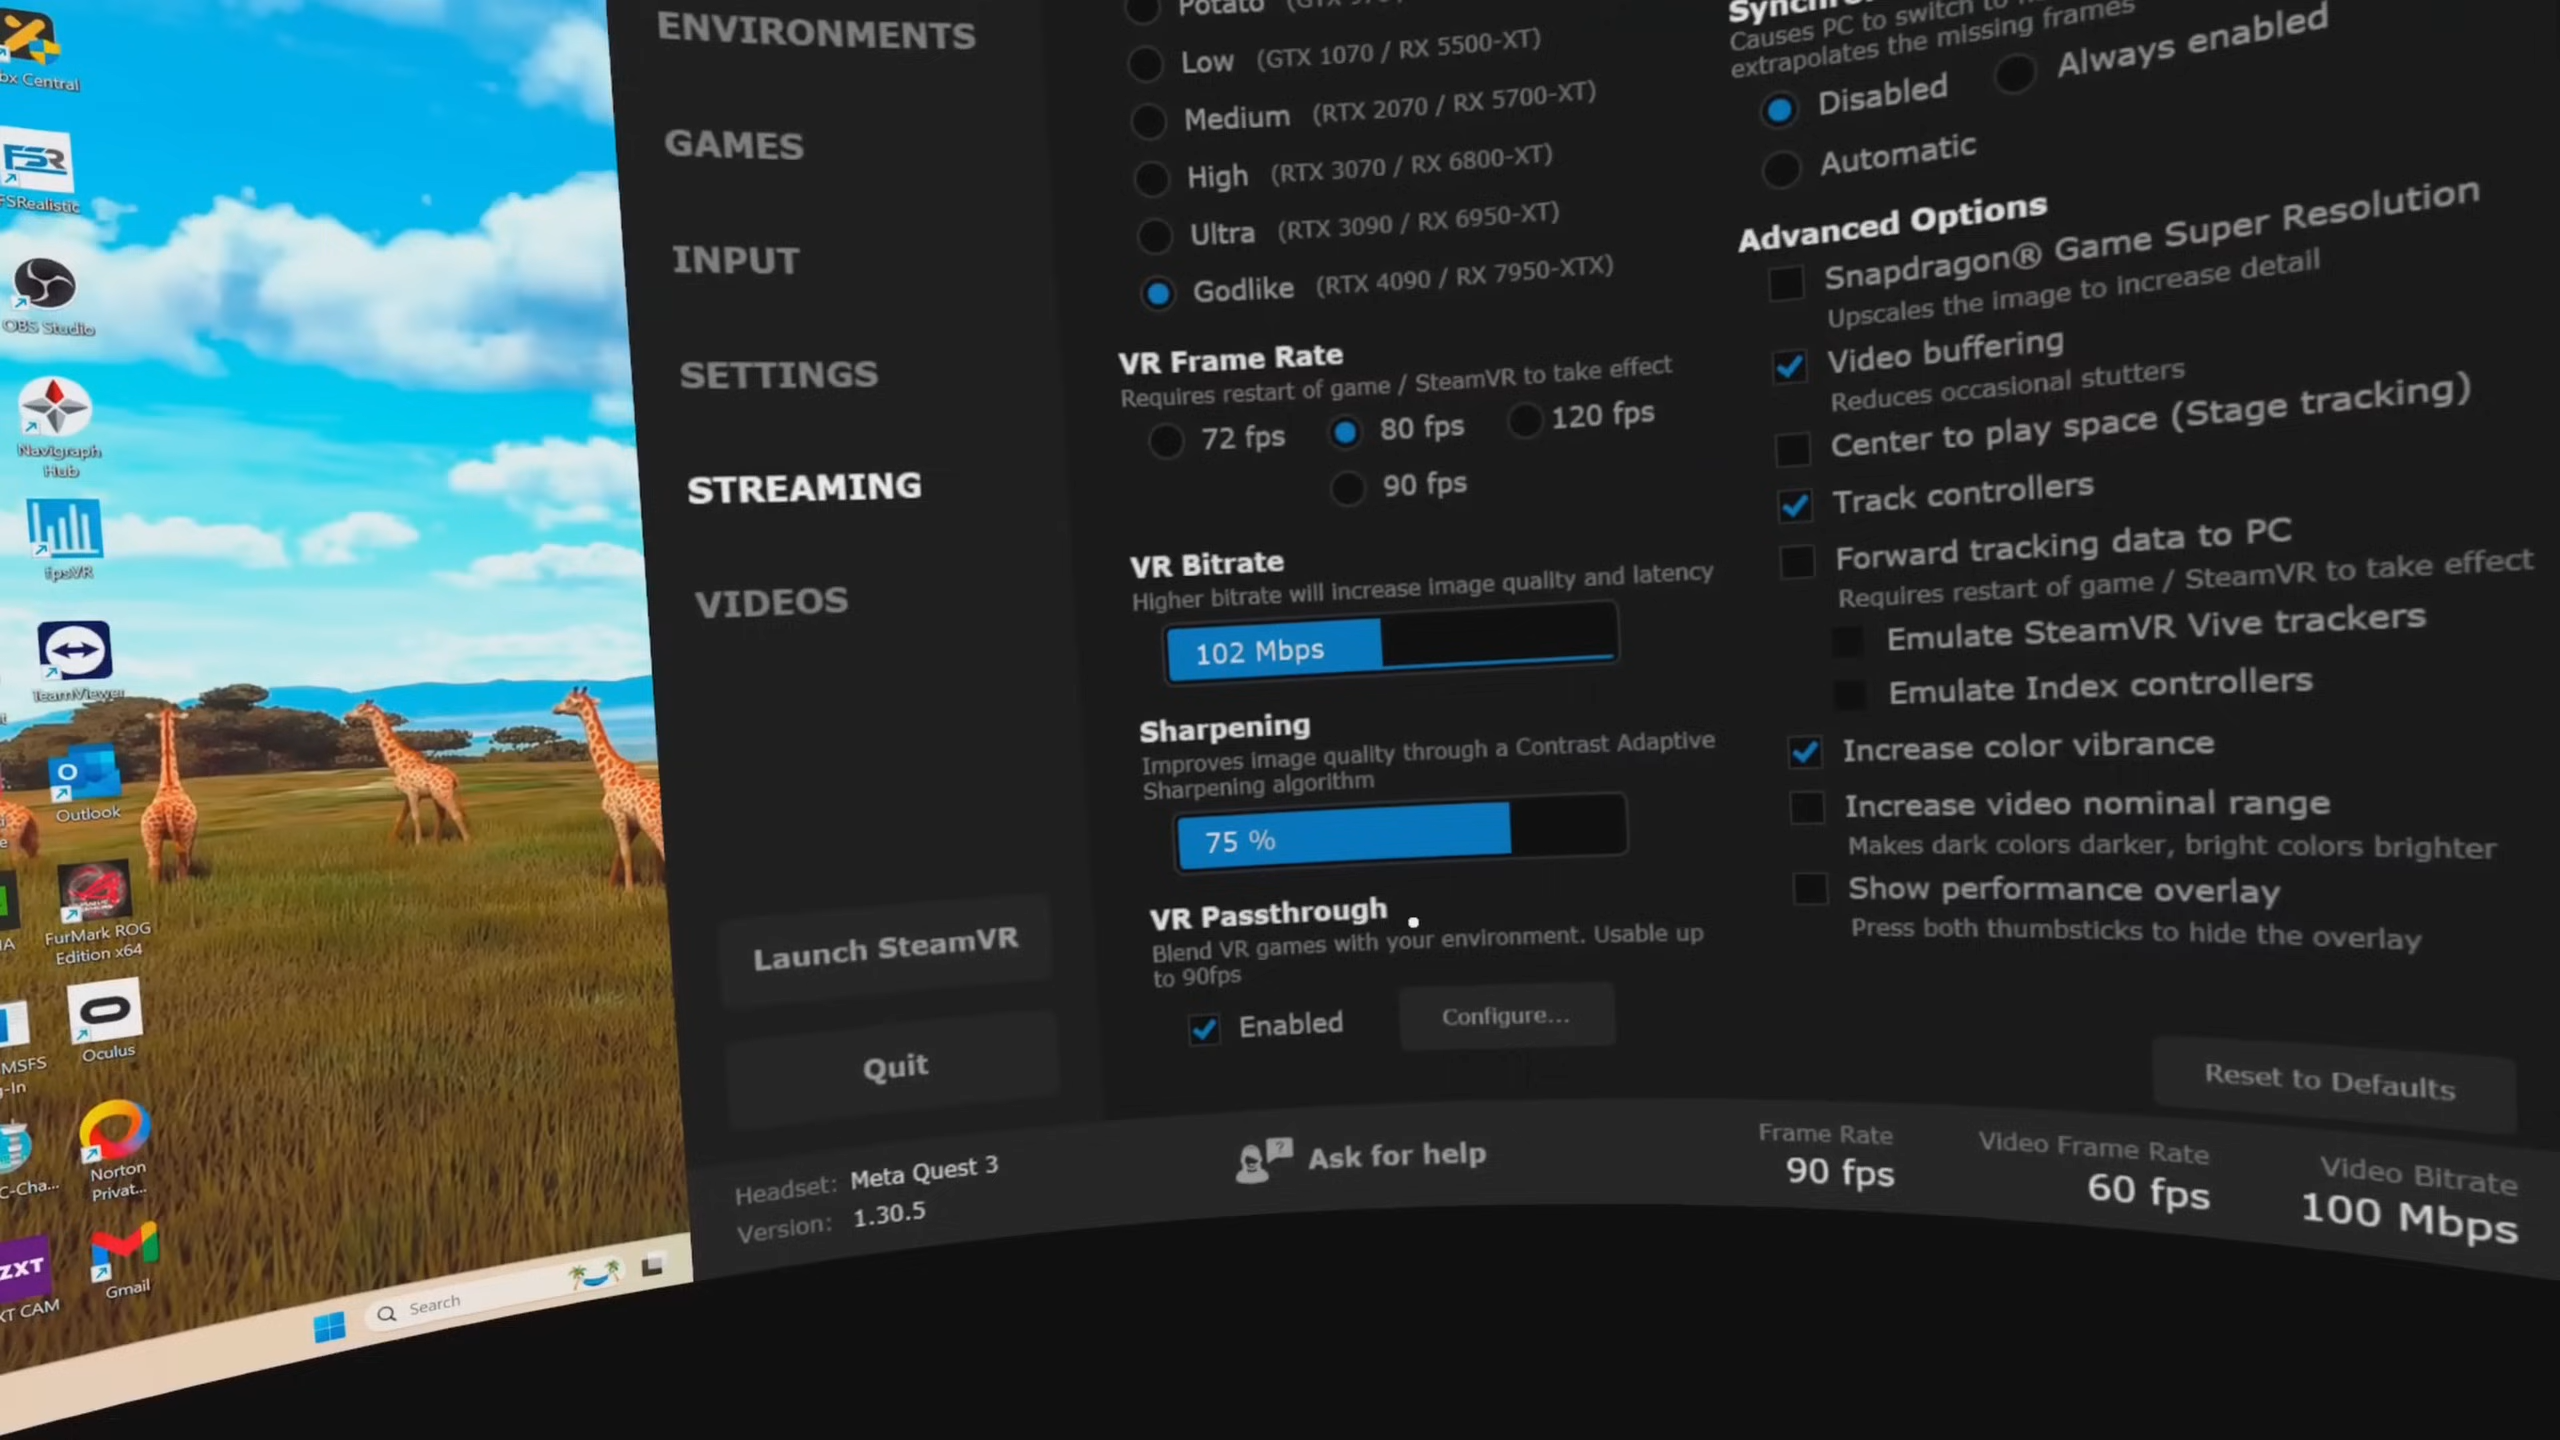 bx Central
FSR
FSRealistic
OBS Studio
Navigraph
Hub
fpsVR
TeamViewer
Outlook
FurMark ROG
Edition x64
MSFS
Oculus
Norton
Privat...
C-Cha...
ZXT
XT CAM
Gmail
Search
ENVIRONMENTS
GAMES
INPUT
SETTINGS
STREAMING
VIDEOS
Launch SteamVR
Quit
Potato
Low (GTX 1070 / RX 5500-XT)
Medium (RTX 2070 / RX 5700-XT)
High (RTX 3070 / RX 6800-XT)
Ultra (RTX 3090 / RX 6950-XT)
Godlike (RTX 4090 / RX 7950-XTX)
VR Frame Rate
Requires restart of game / SteamVR to take effect
72 fps 80 fps 120 fps
90 fps
VR Bitrate
Higher bitrate will increase image quality and latency
102 Mbps
Sharpening
Improves image quality through a Contrast Adaptive
Sharpening algorithm
75 %
VR Passthrough
Blend VR games with your environment. Usable up
to 90fps
Enabled Configure...
Causes PC to switch to
extrapolates the missing frames
Disabled Always enabled
Automatic
Advanced Options
Snapdragon® Game Super Resolution
Upscales the image to increase detail
Video buffering
Reduces occasional stutters
Center to play space (Stage tracking)
Track controllers
Forward tracking data to PC
Requires restart of game / SteamVR to take effect
Emulate SteamVR Vive trackers
Emulate Index controllers
Increase color vibrance
Increase video nominal range
Makes dark colors darker, bright colors brighter
Show performance overlay
Press both thumbsticks to hide the overlay
Reset to Defaults
Headset: Meta Quest 3
Version: 1.30.5
Ask for help
Frame Rate
90 fps
Video Frame Rate
60 fps
Video Bitrate
100 Mbps